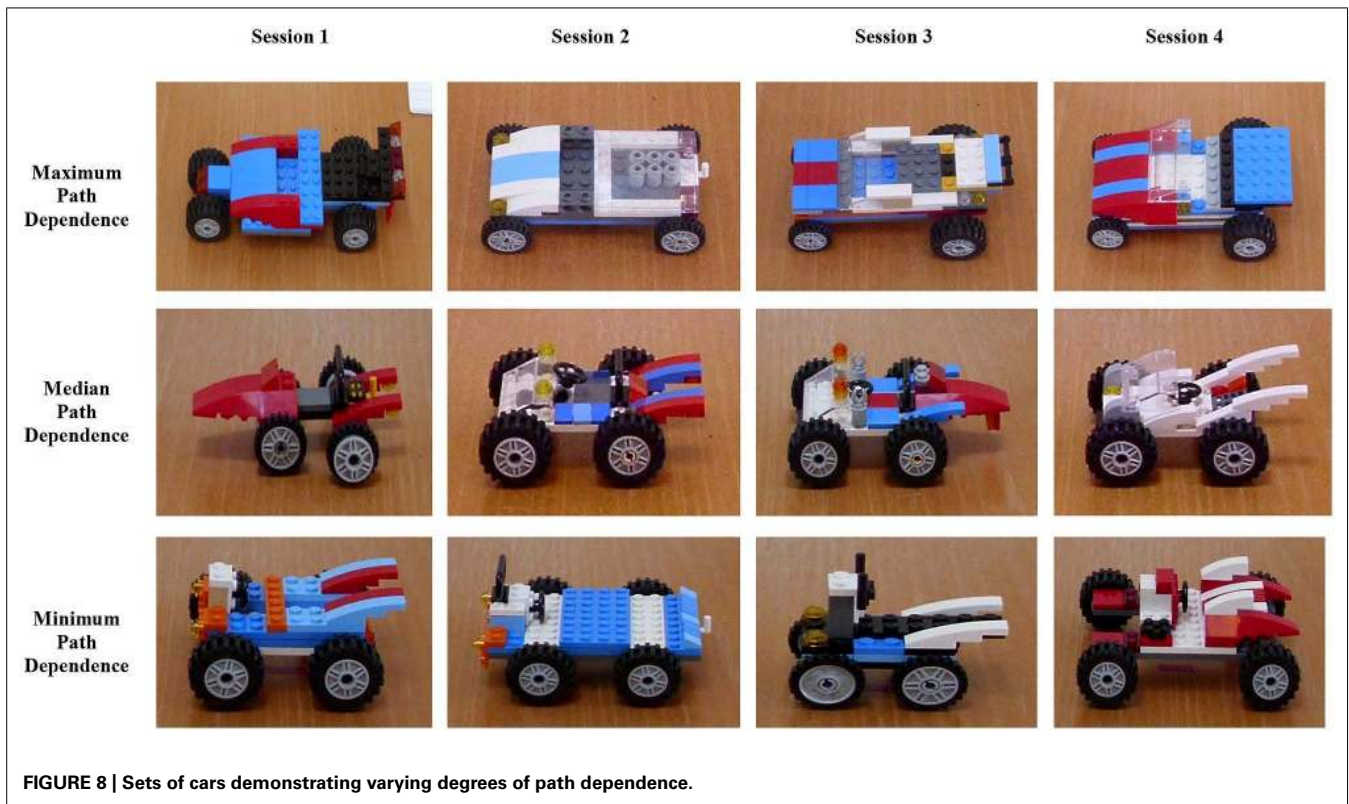 Session 1
Session 2
Session 3
Session 4
Maximum
Path
Dependence
Median
Path
Dependence
Minimum
Path
Dependence
FIGURE 8 | Sets of cars demonstrating varying degrees of path dependence.